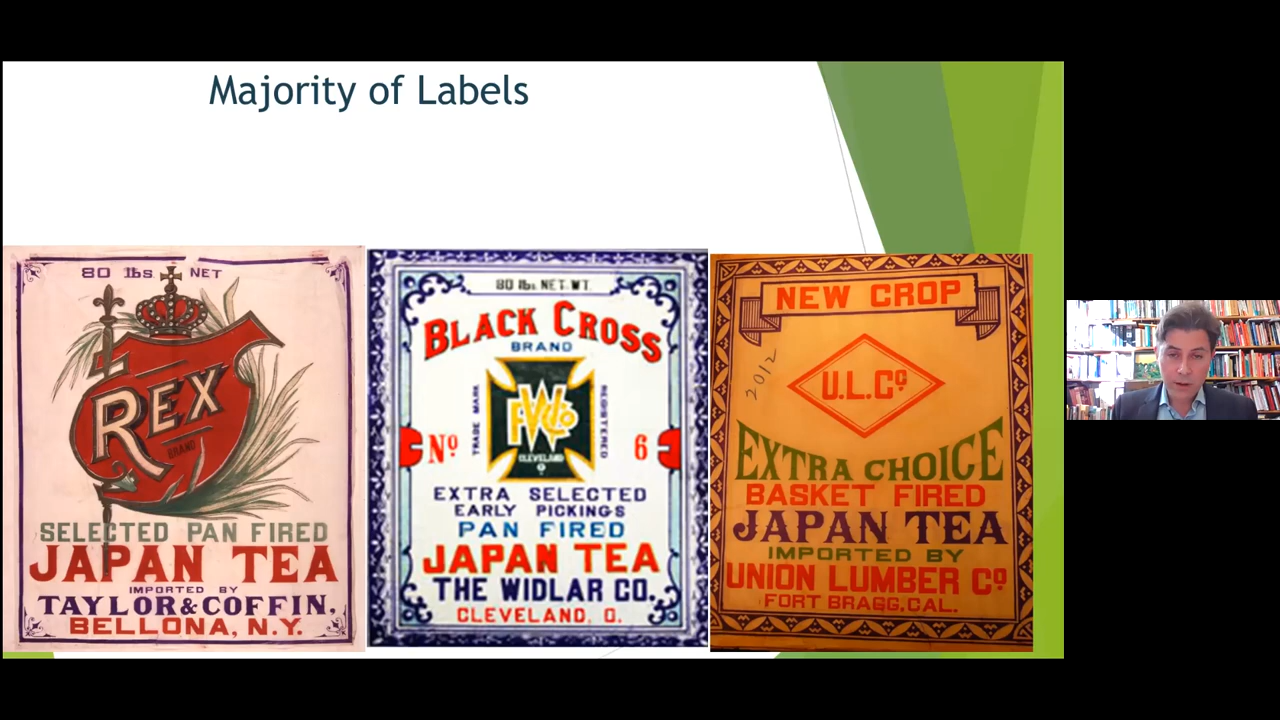 Majority of Labels
80 lbs NET
REX
BRAND
SELECTED PAN FIRED
JAPAN TEA
IMPORTED BY
TAYLOR & COFFIN,
BELLONA, N.Y.
80 lbs. NET. WT.
BLACK CROSS
BRAND
TRADE MARK
REGISTERED
CLEVELAND
O
Nº 6
EXTRA SELECTED
EARLY PICKINGS
PAN FIRED
JAPAN TEA
THE WIDLAR CO.
CLEVELAND, O.
NEW CROP
2012
U.L.Cº
EXTRA CHOICE
BASKET FIRED
JAPAN TEA
IMPORTED BY
UNION LUMBER Cº
FORT BRAGG, CAL.